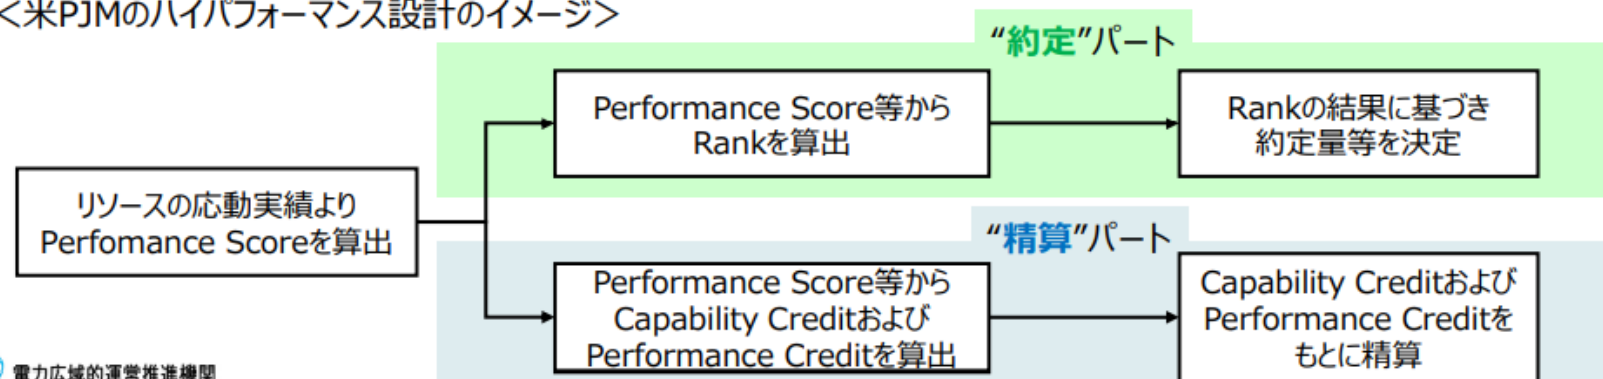 <米PJMのハイパフォーマンス設計のイメージ>
“約定”パート
Performance Score等から
Rankを算出
Rankの結果に基づき
約定量等を決定
リソースの応動実績より
Perfomance Scoreを算出
“精算”パート
Performance Score等から
Capability Creditおよび
Performance Creditを算出
Capability Creditおよび
Performance Creditを
もとに精算
電力広域的運営推進機関